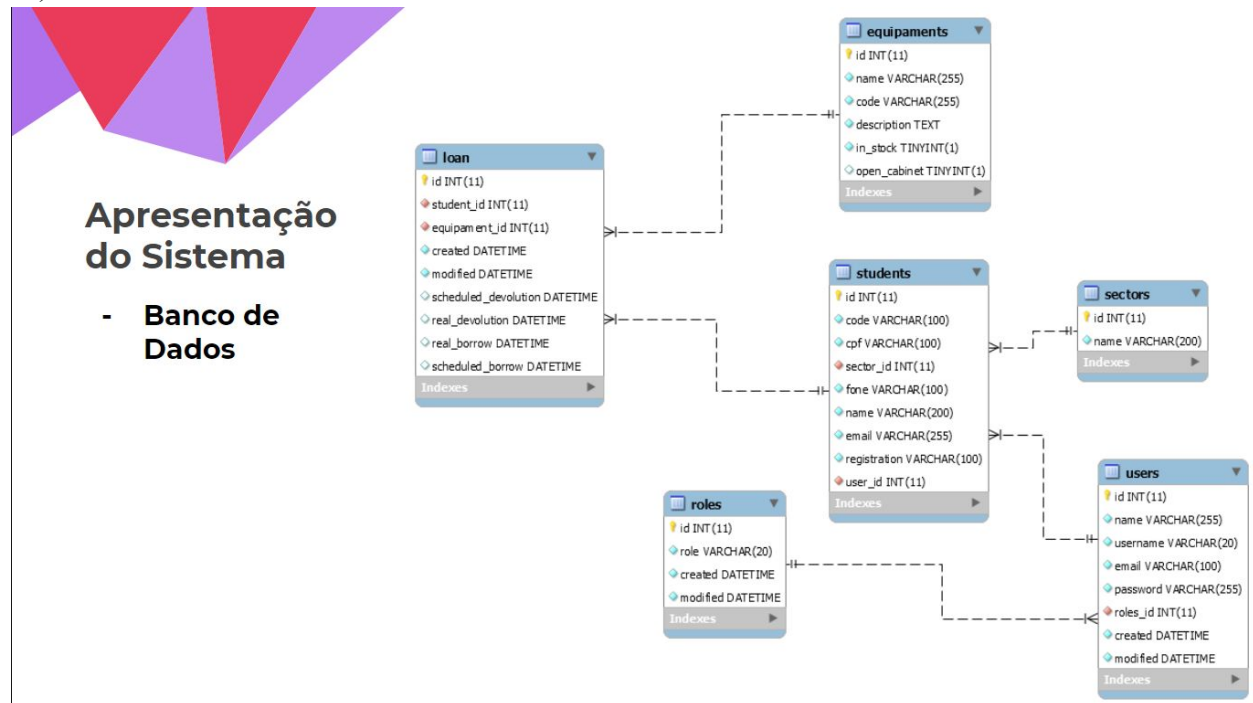 Apresentação
do Sistema
- Banco de
Dados
loan
id INT(11)
student_id INT(11)
equipament_id INT(11)
created DATETIME
modified DATETIME
scheduled_devolution DATETIME
real_devolution DATETIME
real_borrow DATETIME
scheduled_borrow DATETIME
Indexes
equipaments
id INT(11)
name VARCHAR(255)
code VARCHAR(255)
description TEXT
in_stock TINYINT(1)
open_cabinet TINYINT(1)
Indexes
students
id INT(11)
code VARCHAR(100)
cpf VARCHAR(100)
sector_id INT(11)
fone VARCHAR(100)
name VARCHAR(200)
email VARCHAR(255)
registration VARCHAR(100)
user_id INT(11)
Indexes
sectors
id INT(11)
name VARCHAR(200)
Indexes
roles
id INT(11)
role VARCHAR(20)
created DATETIME
modified DATETIME
Indexes
users
id INT(11)
name VARCHAR(255)
username VARCHAR(20)
email VARCHAR(100)
password VARCHAR(255)
roles_id INT(11)
created DATETIME
modified DATETIME
Indexes